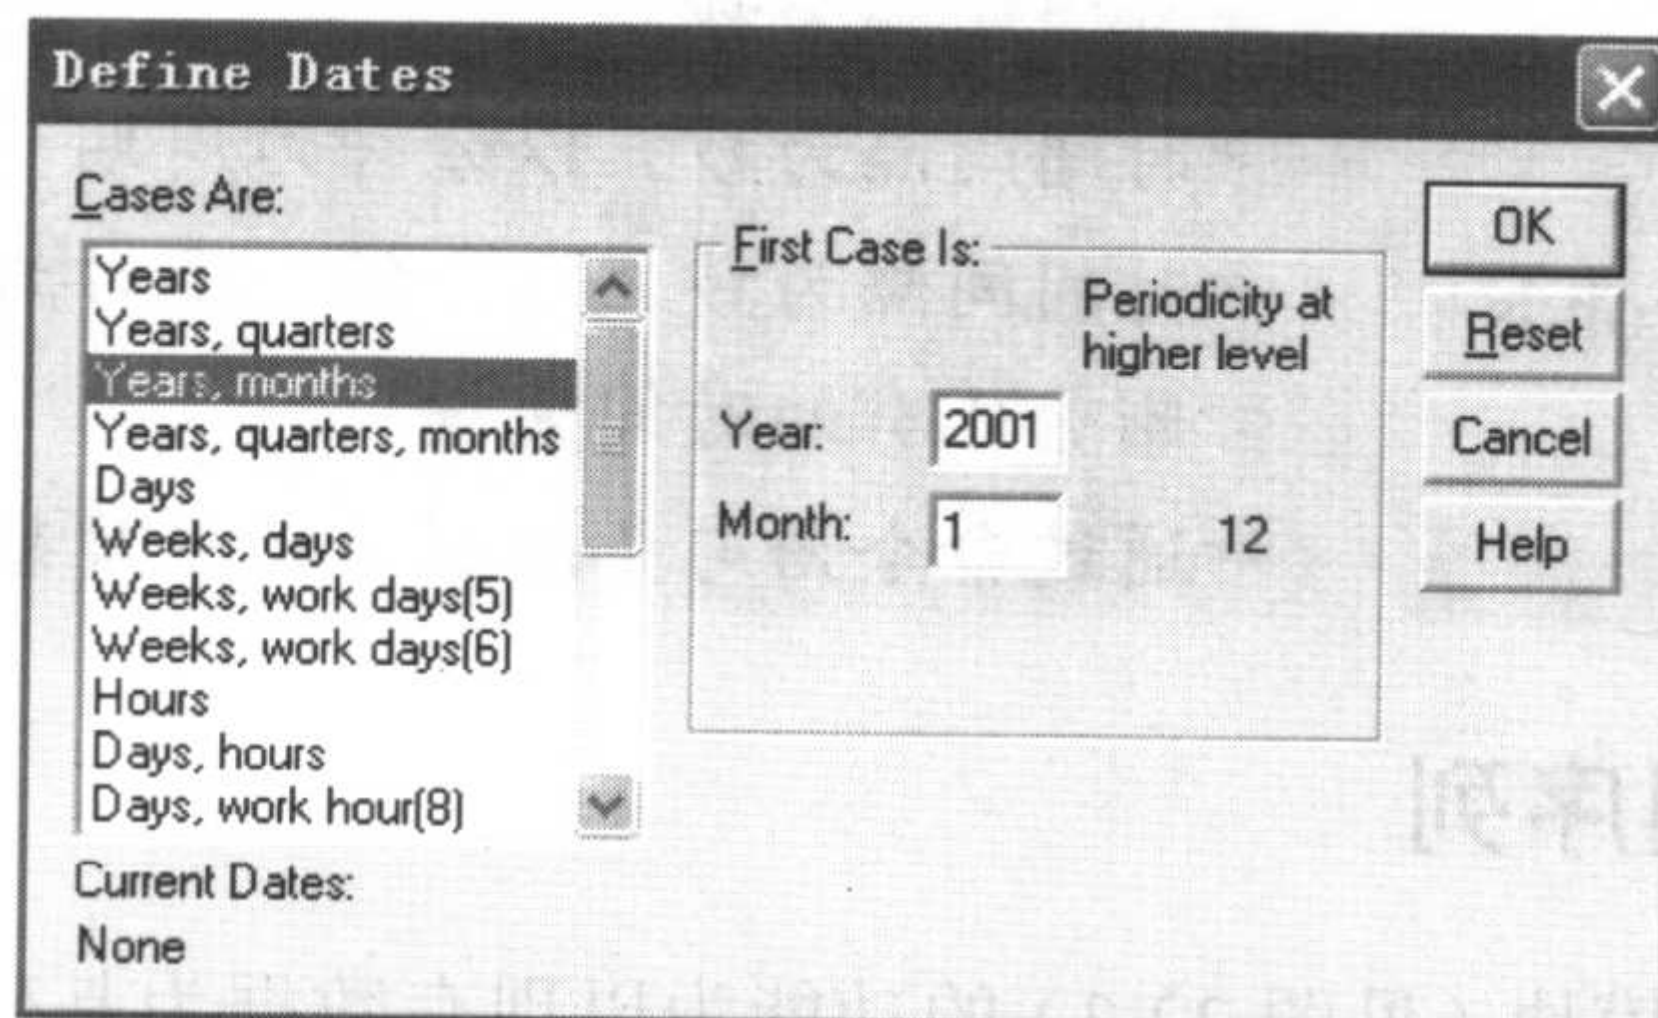 Define Dates
Cases Are:
Years
Years, quarters
Years, months
Years, quarters, months
Days
Weeks, days
Weeks, work days(5)
Weeks, work days(6)
Hours
Days, hours
Days, work hour(8)
Current Dates:
None
First Case Is:
Periodicity at
higher level
Year: 2001
Month: 1 12
OK
Reset
Cancel
Help